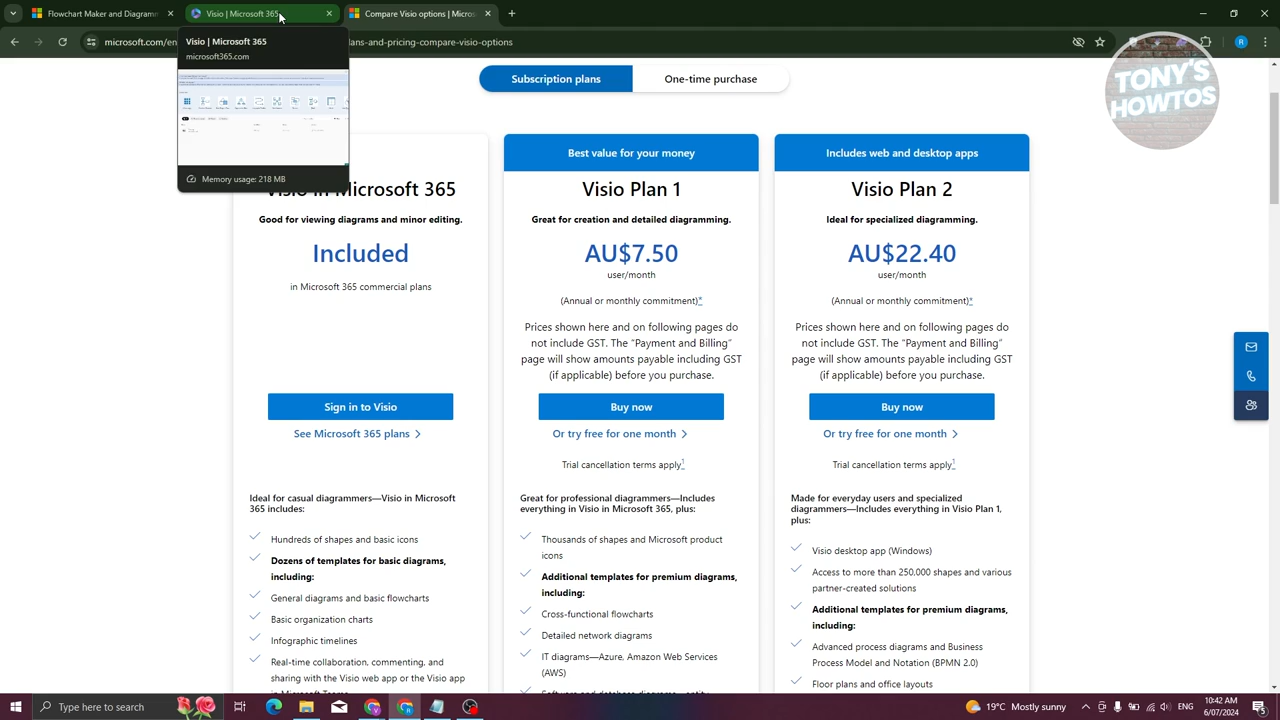 Flowchart Maker and Diagram
Visio | Microsoft 365
Compare Visio options | Micros
microsoft.com/en
lans-and-pricing-compare-visio-options
R
Visio | Microsoft 365
microsoft365.com
Memory usage: 218 MB
TONY'S
HOWTOS
Subscription plans
One-time purchase
Visio in Microsoft 365
Good for viewing diagrams and minor editing.
Included
in Microsoft 365 commercial plans
Sign in to Visio
See Microsoft 365 plans
Ideal for casual diagrammers—Visio in Microsoft
365 includes:
Hundreds of shapes and basic icons
Dozens of templates for basic diagrams,
including:
General diagrams and basic flowcharts
Basic organization charts
Infographic timelines
Real-time collaboration, commenting, and
sharing with the Visio web app or the Visio app
in Microsoft Teams
Best value for your money
Visio Plan 1
Great for creation and detailed diagramming.
AU$7.50
user/month
(Annual or monthly commitment)*
Prices shown here and on following pages do
not include GST. The "Payment and Billing"
page will show amounts payable including GST
(if applicable) before you purchase.
Buy now
Or try free for one month
Trial cancellation terms apply1
Great for professional diagrammers—Includes
everything in Visio in Microsoft 365, plus:
Thousands of shapes and Microsoft product
icons
Additional templates for premium diagrams,
including:
Cross-functional flowcharts
Detailed network diagrams
IT diagrams—Azure, Amazon Web Services
(AWS)
Software and database diagrams—entity
Includes web and desktop apps
Visio Plan 2
Ideal for specialized diagramming.
AU$22.40
user/month
(Annual or monthly commitment)*
Prices shown here and on following pages do
not include GST. The "Payment and Billing"
page will show amounts payable including GST
(if applicable) before you purchase.
Buy now
Or try free for one month
Trial cancellation terms apply1
Made for everyday users and specialized
diagrammers—Includes everything in Visio Plan 1,
plus:
Visio desktop app (Windows)
Access to more than 250,000 shapes and various
partner-created solutions
Additional templates for premium diagrams,
including:
Advanced process diagrams and Business
Process Model and Notation (BPMN 2.0)
Floor plans and office layouts
Type here to search
19°C Mostly sunny
ENG
10:42 AM
6/07/2024